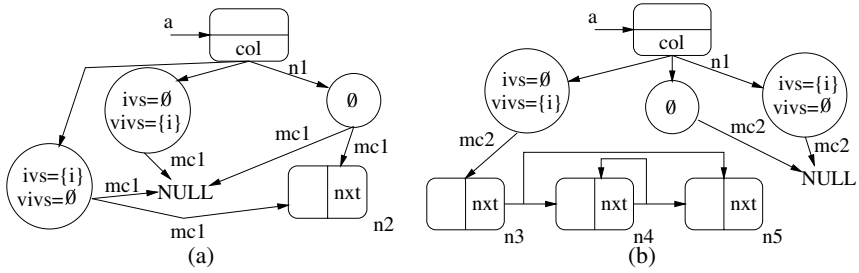 a
col
n1
ivs=Ø
vivs={i}
Ø
mc1
mc1
mc1
ivs={i}
vivs=Ø
mc1
NULL
nxt
mc1
n2
(a)
a
col
n1
ivs=Ø
vivs={i}
Ø
ivs={i}
vivs=Ø
mc2
mc2
mc2
NULL
nxt
nxt
nxt
n3
n4
n5
(b)